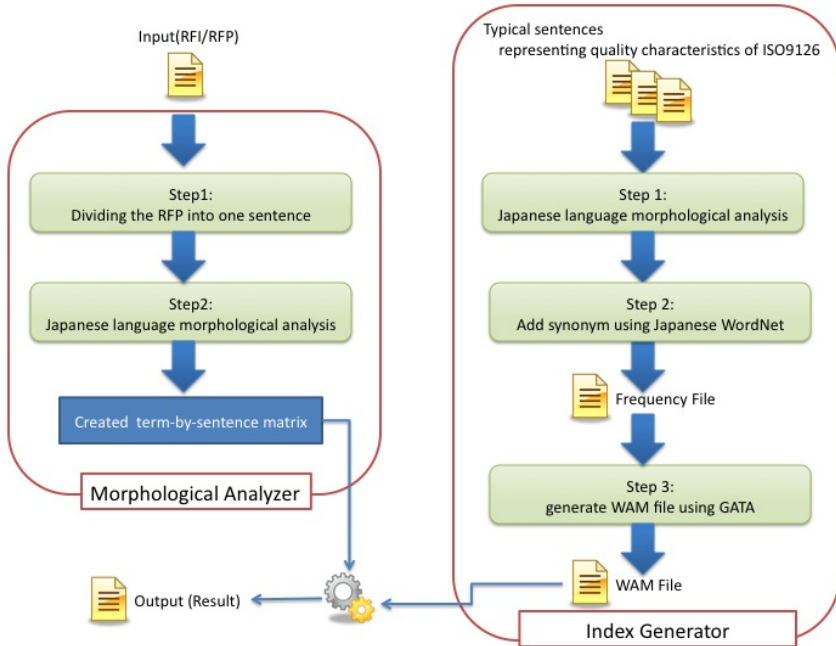 Input(RFI/RFP)
Step1:
Dividing the RFP into one sentence
Step2:
Japanese language morphological analysis
Created term-by-sentence matrix
Morphological Analyzer
Output (Result)
Typical sentences
representing quality characteristics of ISO9126
Step 1:
Japanese language morphological analysis
Step 2:
Add synonym using Japanese WordNet
Frequency File
Step 3:
generate WAM file using GATA
WAM File
Index Generator